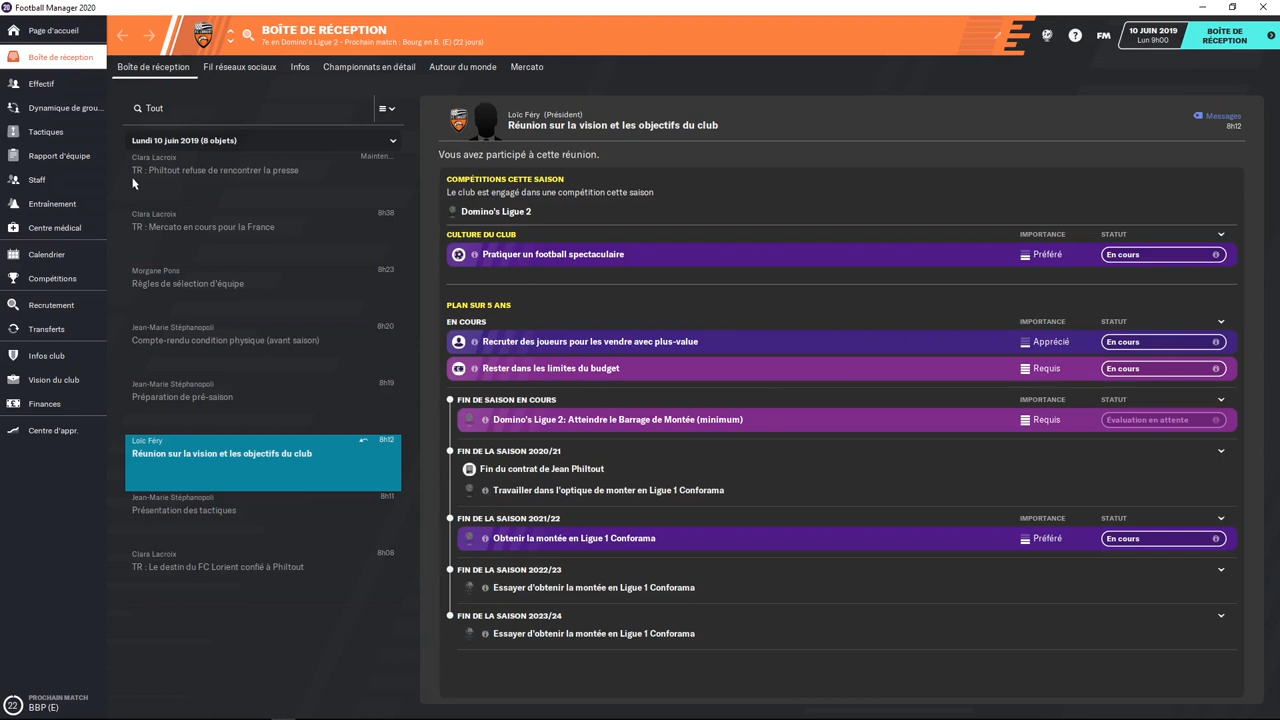 20 Football Manager 2020
Page d'accueil
Boîte de réception
Effectif
Dynamique de grou...
Tactiques
Rapport d'équipe
Staff
Entraînement
Centre médical
Calendrier
Compétitions
Recrutement
Transferts
Infos club
Vision du club
Finances
Centre d'appr.
22
PROCHAIN MATCH
BBP (E)
BOÎTE DE RÉCEPTION
7e en Domino's Ligue 2 - Prochain match : Bourg en B. (E) (22 jours)
FM
10 JUIN 2019
Lun 9h00
BOÎTE DE RÉCEPTION
Boîte de réception
Fil réseaux sociaux
Infos
Championnats en détail
Autour du monde
Mercato
Tout
Lundi 10 juin 2019 (8 objets)
Clara Lacroix Mainten...
TR : Philtout refuse de rencontrer la presse
Clara Lacroix 8h38
TR : Mercato en cours pour la France
Morgane Pons 8h23
Règles de sélection d'équipe
Jean-Marie Stéphanopoli 8h20
Compte-rendu condition physique (avant saison)
Jean-Marie Stéphanopoli 8h19
Préparation de pré-saison
Loïc Féry 8h12
Réunion sur la vision et les objectifs du club
Jean-Marie Stéphanopoli 8h11
Présentation des tactiques
Clara Lacroix 8h08
TR : Le destin du FC Lorient confié à Philtout
Loïc Féry (Président)
Réunion sur la vision et les objectifs du club
Messages
8h12
Vous avez participé à cette réunion.
COMPÉTITIONS CETTE SAISON
Le club est engagé dans une compétition cette saison
Domino's Ligue 2
CULTURE DU CLUB IMPORTANCE STATUT
Pratiquer un football spectaculaire Préféré En cours
PLAN SUR 5 ANS
EN COURS IMPORTANCE STATUT
Recruter des joueurs pour les vendre avec plus-value Apprécié En cours
Rester dans les limites du budget Requis En cours
FIN DE SAISON EN COURS IMPORTANCE STATUT
Domino's Ligue 2: Atteindre le Barrage de Montée (minimum) Requis Évaluation en attente
FIN DE LA SAISON 2020/21
Fin du contrat de Jean Philtout
Travailler dans l'optique de monter en Ligue 1 Conforama
FIN DE LA SAISON 2021/22 IMPORTANCE STATUT
Obtenir la montée en Ligue 1 Conforama Préféré En cours
FIN DE LA SAISON 2022/23
Essayer d'obtenir la montée en Ligue 1 Conforama
FIN DE LA SAISON 2023/24
Essayer d'obtenir la montée en Ligue 1 Conforama